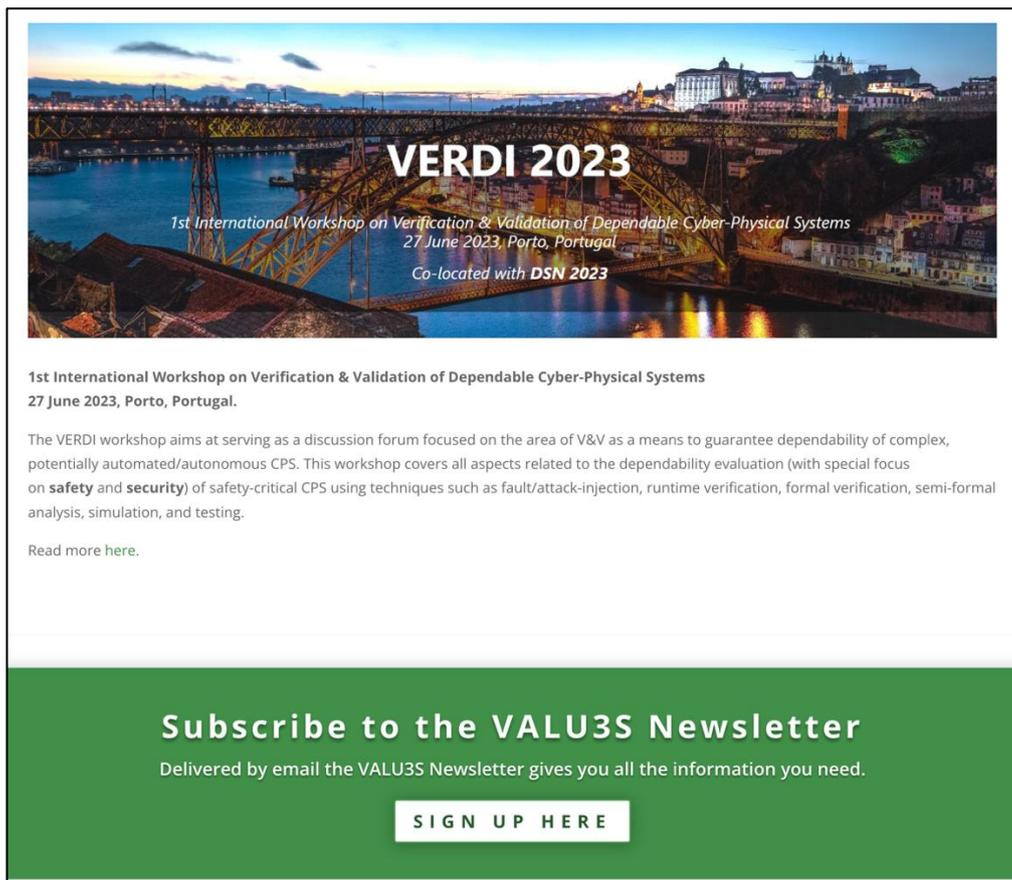 VERDI 2023
1st International Workshop on Verification & Validation of Dependable Cyber-Physical Systems
27 June 2023, Porto, Portugal
Co-located with DSN 2023
1st International Workshop on Verification & Validation of Dependable Cyber-Physical Systems
27 June 2023, Porto, Portugal.
The VERDI workshop aims at serving as a discussion forum focused on the area of V&V as a means to guarantee dependability of complex,
potentially automated/autonomous CPS. This workshop covers all aspects related to the dependability evaluation (with special focus
on safety and security) of safety-critical CPS using techniques such as fault/attack-injection, runtime verification, formal verification, semi-formal
analysis, simulation, and testing.
Read more here.
Subscribe to the VALU3S Newsletter
Delivered by email the VALU3S Newsletter gives you all the information you need.
SIGN UP HERE